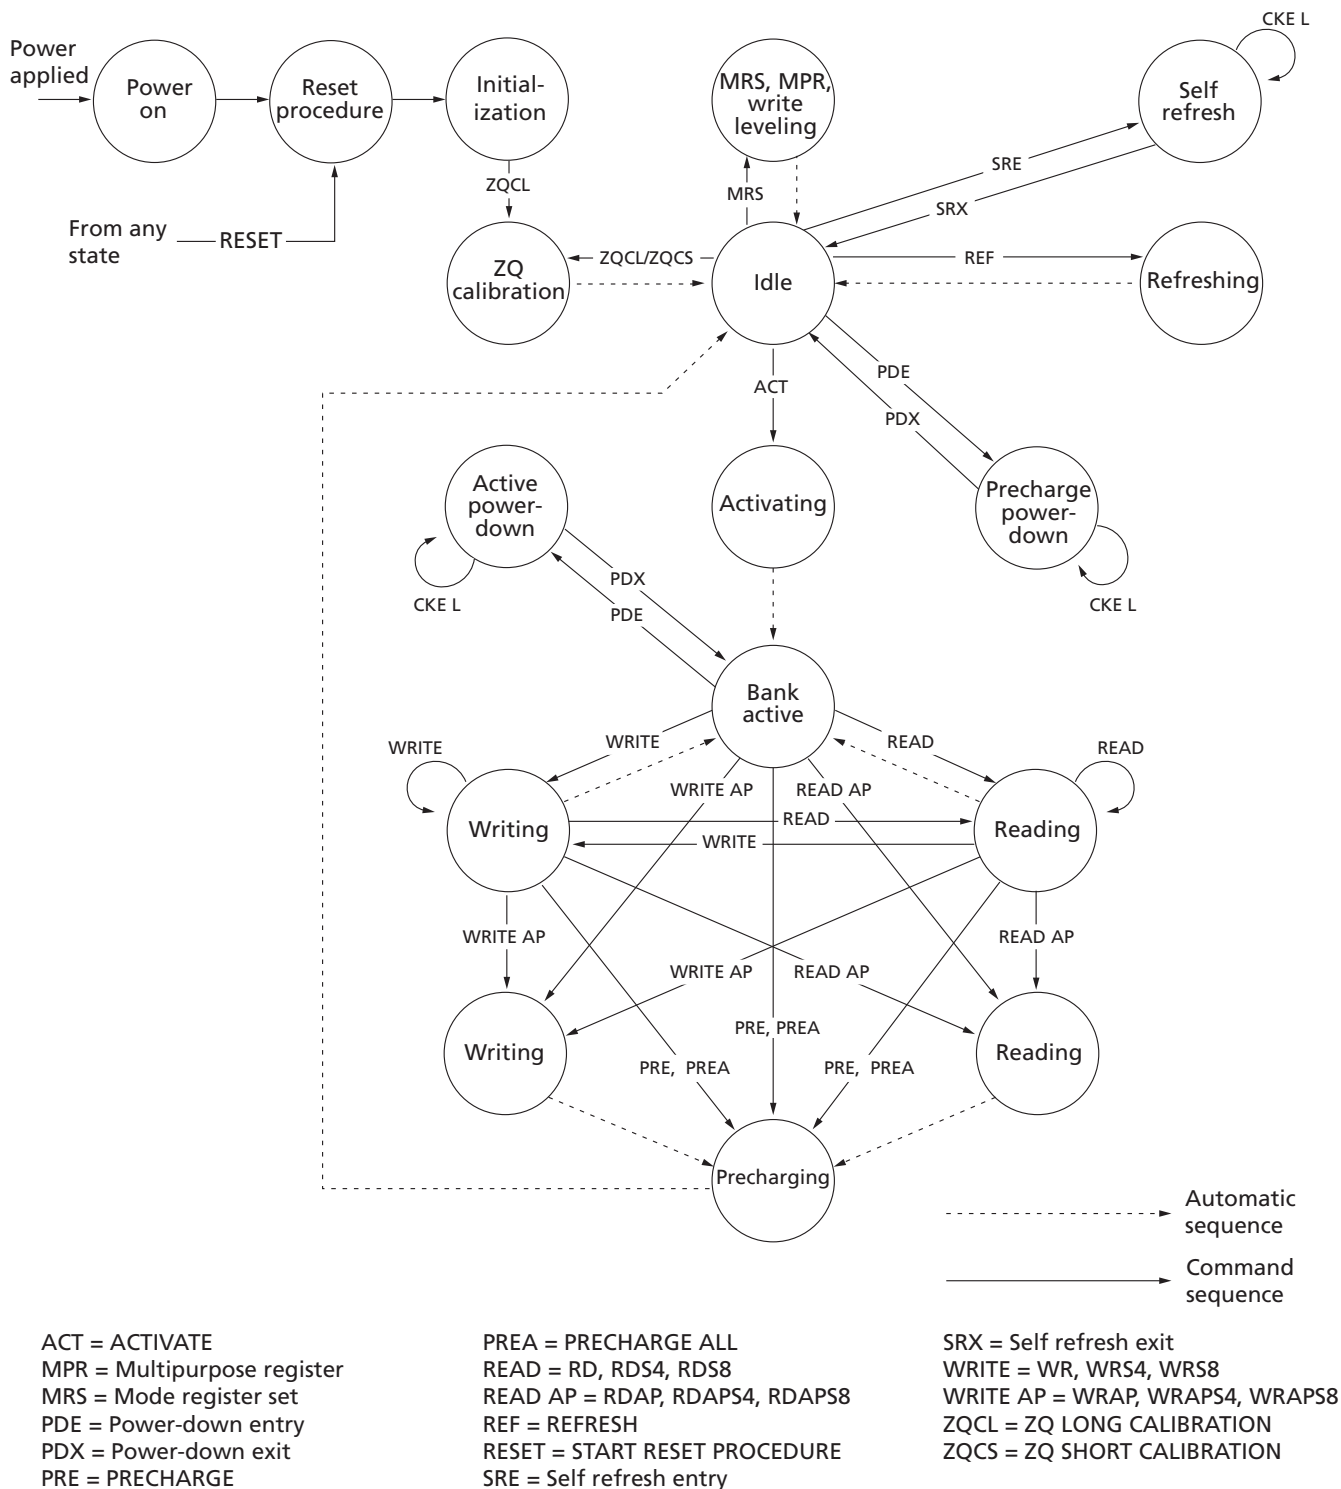 CKE L
Power
applied
Power
on
Reset
procedure
Initial-
ization
MRS, MPR,
write
leveling
Self
refresh
ZQCL
MRS
SRE
SRX
From any
state
RESET
ZQ
calibration
ZQCL/ZQCS
Idle
REF
Refreshing
PDE
ACT
PDX
Active
power-
down
Activating
Precharge
power-
down
PDX
CKE L
PDE
CKE L
Bank
active
WRITE
WRITE
READ
READ
WRITE AP
READ AP
Writing
READ
Reading
WRITE
WRITE AP
READ AP
WRITE AP
READ AP
PRE, PREA
Writing
Reading
PRE, PREA
PRE, PREA
Precharging
Automatic
sequence
Command
sequence
ACT = ACTIVATE
MPR = Multipurpose register
MRS = Mode register set
PDE = Power-down entry
PDX = Power-down exit
PRE = PRECHARGE
PREA = PRECHARGE ALL
READ = RD, RDS4, RDS8
READ AP = RDAP, RDAPS4, RDAPS8
REF = REFRESH
RESET = START RESET PROCEDURE
SRE = Self refresh entry
SRX = Self refresh exit
WRITE = WR, WRS4, WRS8
WRITE AP = WRAP, WRAPS4, WRAPS8
ZQCL = ZQ LONG CALIBRATION
ZQCS = ZQ SHORT CALIBRATION